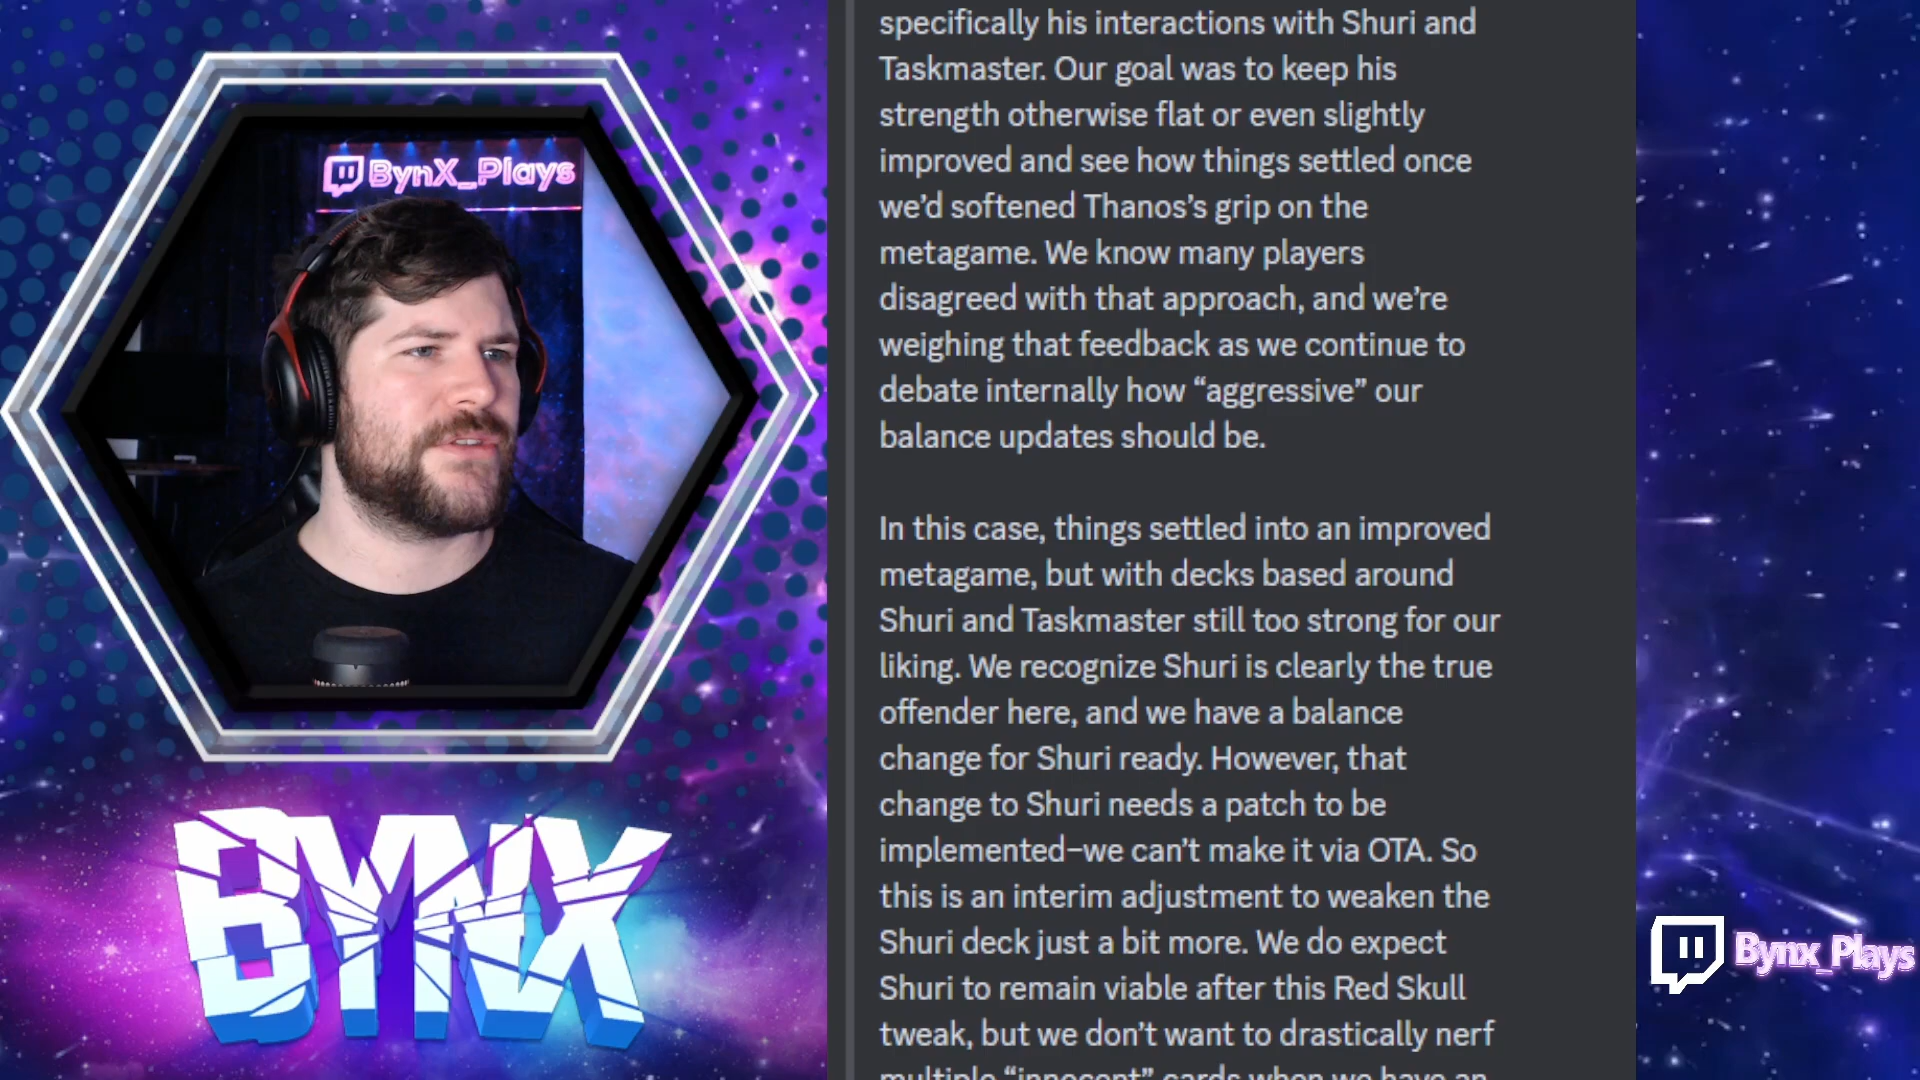 BynX_Plays
BYNX
specifically his interactions with Shuri and
Taskmaster. Our goal was to keep his
strength otherwise flat or even slightly
improved and see how things settled once
we’d softened Thanos’s grip on the
metagame. We know many players
disagreed with that approach, and we’re
weighing that feedback as we continue to
debate internally how “aggressive” our
balance updates should be.
In this case, things settled into an improved
metagame, but with decks based around
Shuri and Taskmaster still too strong for our
liking. We recognize Shuri is clearly the true
offender here, and we have a balance
change for Shuri ready. However, that
change to Shuri needs a patch to be
implemented–we can’t make it via OTA. So
this is an interim adjustment to weaken the
Shuri deck just a bit more. We do expect
Shuri to remain viable after this Red Skull
tweak, but we don’t want to drastically nerf
multiple “innocent” cards when we have an
Bynx_Plays